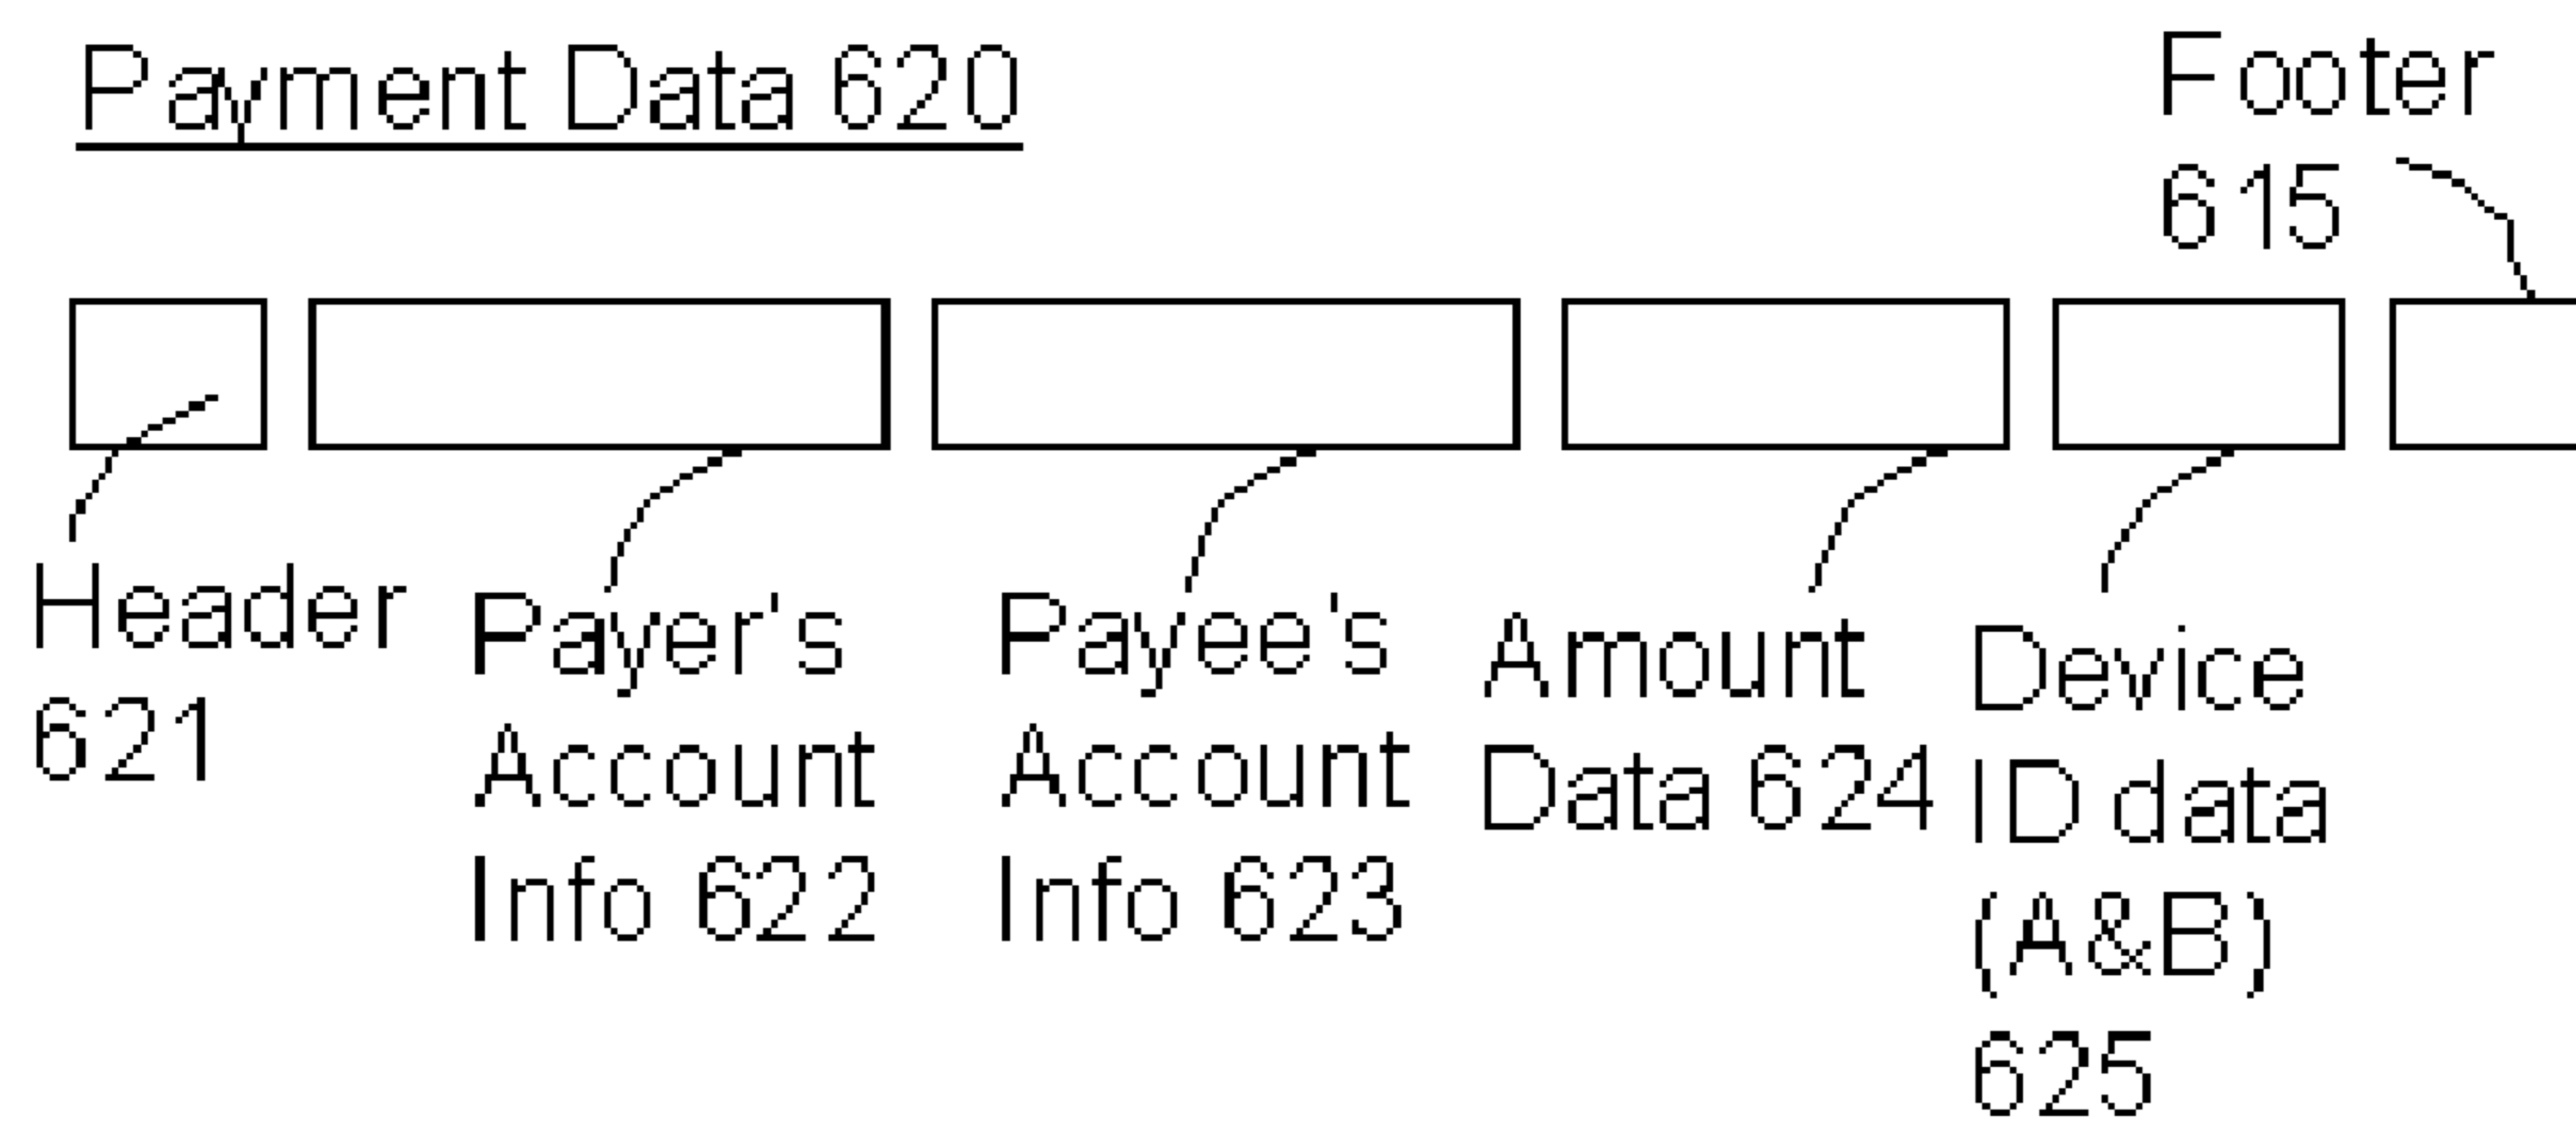 Payment Data 620
Footer
615
Header
621
Payer's
Account
Info 622
Payee's
Account
Info 623
Amount
Data 624
Device
ID data
(A&B)
625